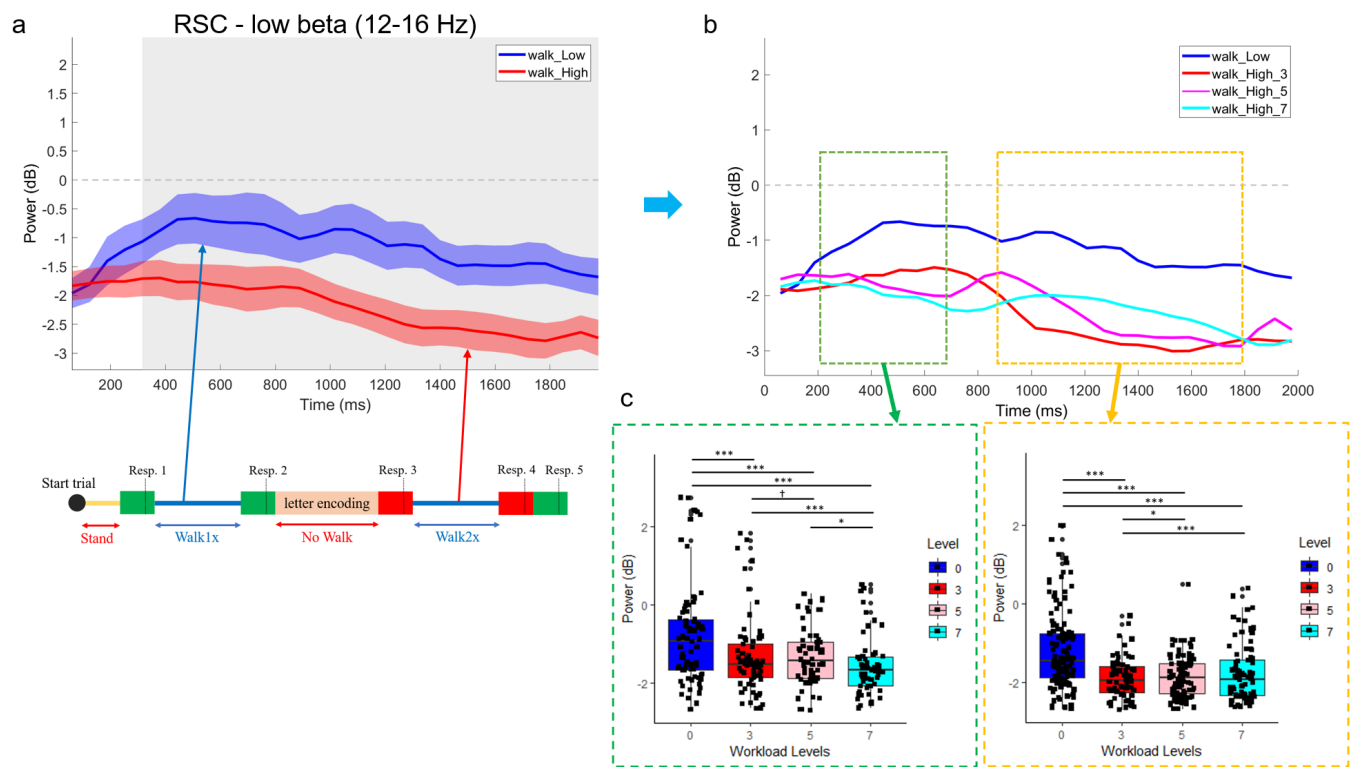 a
RSC - low beta (12-16 Hz)
walk_Low
walk_High
2
1.5
1
0.5
0
-0.5
-1
-1.5
-2
-2.5
-3
Power (dB)
200 400 600 800 1000 1200 1400 1600 1800
Time (ms)
Start trial
Resp. 1
Resp. 2
letter encoding
Resp. 3
Resp. 4
Resp. 5
Stand
Walk1x
No Walk
Walk2x
b
walk_Low
walk_High_3
walk_High_5
walk_High_7
2
1
0
-1
-2
-3
Power (dB)
0 200 400 600 800 1000 1200 1400 1600 1800 2000
Time (ms)
c
***
***
***
†
***
*
2
0
-2
Power (dB)
0 3 5 7
Workload Levels
Level
0
3
5
7
***
***
***
*
***
2
0
-2
Power (dB)
0 3 5 7
Workload Levels
Level
0
3
5
7